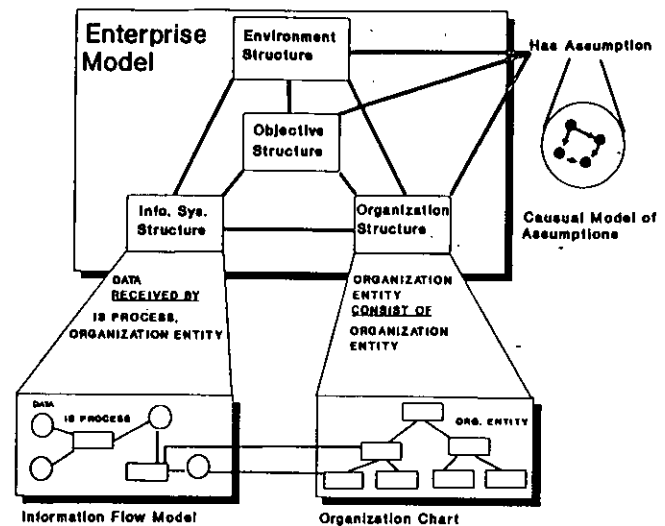 Enterprise
Model
Environment
Structure
Has Assumption
Objective
Structure
Info. Sys.
Structure
Organization
Structure
Causual Model of
Assumptions
DATA
RECEIVED BY
IS PROCESS,
ORGANIZATION ENTITY
ORGANIZATION
ENTITY
CONSIST OF
ORGANIZATION
ENTITY
DATA
IS PROCESS
ORG. ENTITY
Information Flow Model
Organization Chart